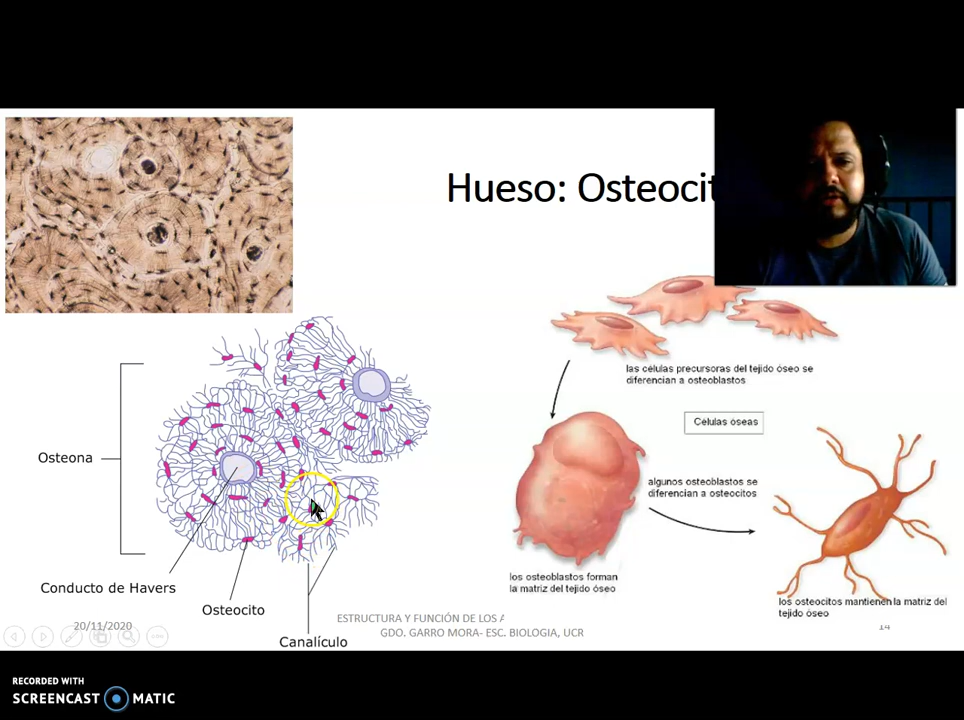 Hueso: Osteocit
las células precursoras del tejido óseo se
diferencian a osteoblastos
Células óseas
Osteona
algunos osteoblastos se
diferencian a osteocitos
Conducto de Havers
Osteocito
Canalículo
los osteoblastos forman
la matriz del tejido óseo
los osteocitos mantienen la matriz del
tejido óseo
20/11/2020
ESTRUCTURA Y FUNCIÓN DE LOS A
GDO. GARRO MORA- ESC. BIOLOGIA, UCR
14
RECORDED WITH
SCREENCAST MATIC